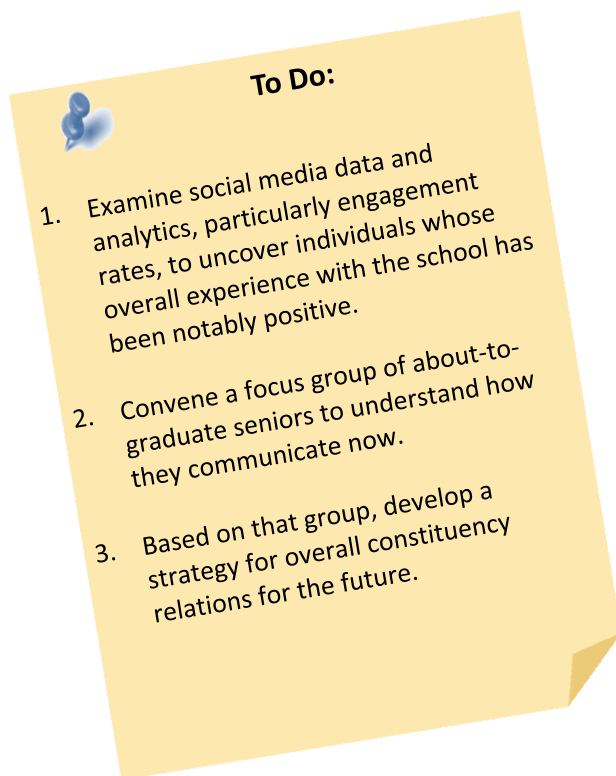 To Do:
1. Examine social media data and
analytics, particularly engagement
rates, to uncover individuals whose
overall experience with the school has
been notably positive.
2. Convene a focus group of about-to-
graduate seniors to understand how
they communicate now.
3. Based on that group, develop a
strategy for overall constituency
relations for the future.